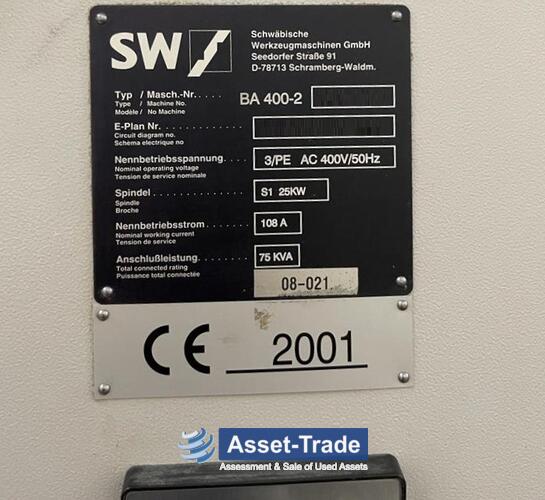 SW
Schwäbische
Werkzeugmaschinen GmbH
Seedorfer Straße 91
D-78713 Schramberg-Waldm.
Typ / Masch.-Nr. . . . . BA 400-2
Type / Machine No.
Modéle / No Machine
E-Plan Nr. . . . . . . . . . . . . .
Circuit diagram no.
Schema electrique no
Nennbetriebsspannung. . . . . 3/PE AC 400V/50Hz
Nominal operating voltage
Tension de service nominale
Spindel . . . . . . . . . . . . . . . S1 25KW
Spindle
Broche
Nennbetriebsstrom . . . . . . . 108 A
Nominal working current
Tension de service
Anschlußleistung. . . . . . . . . 75 KVA
Total connected rating
Puissance total connectée
08-021
CE 2001
Asset-Trade
Assessment & Sale of Used Assets